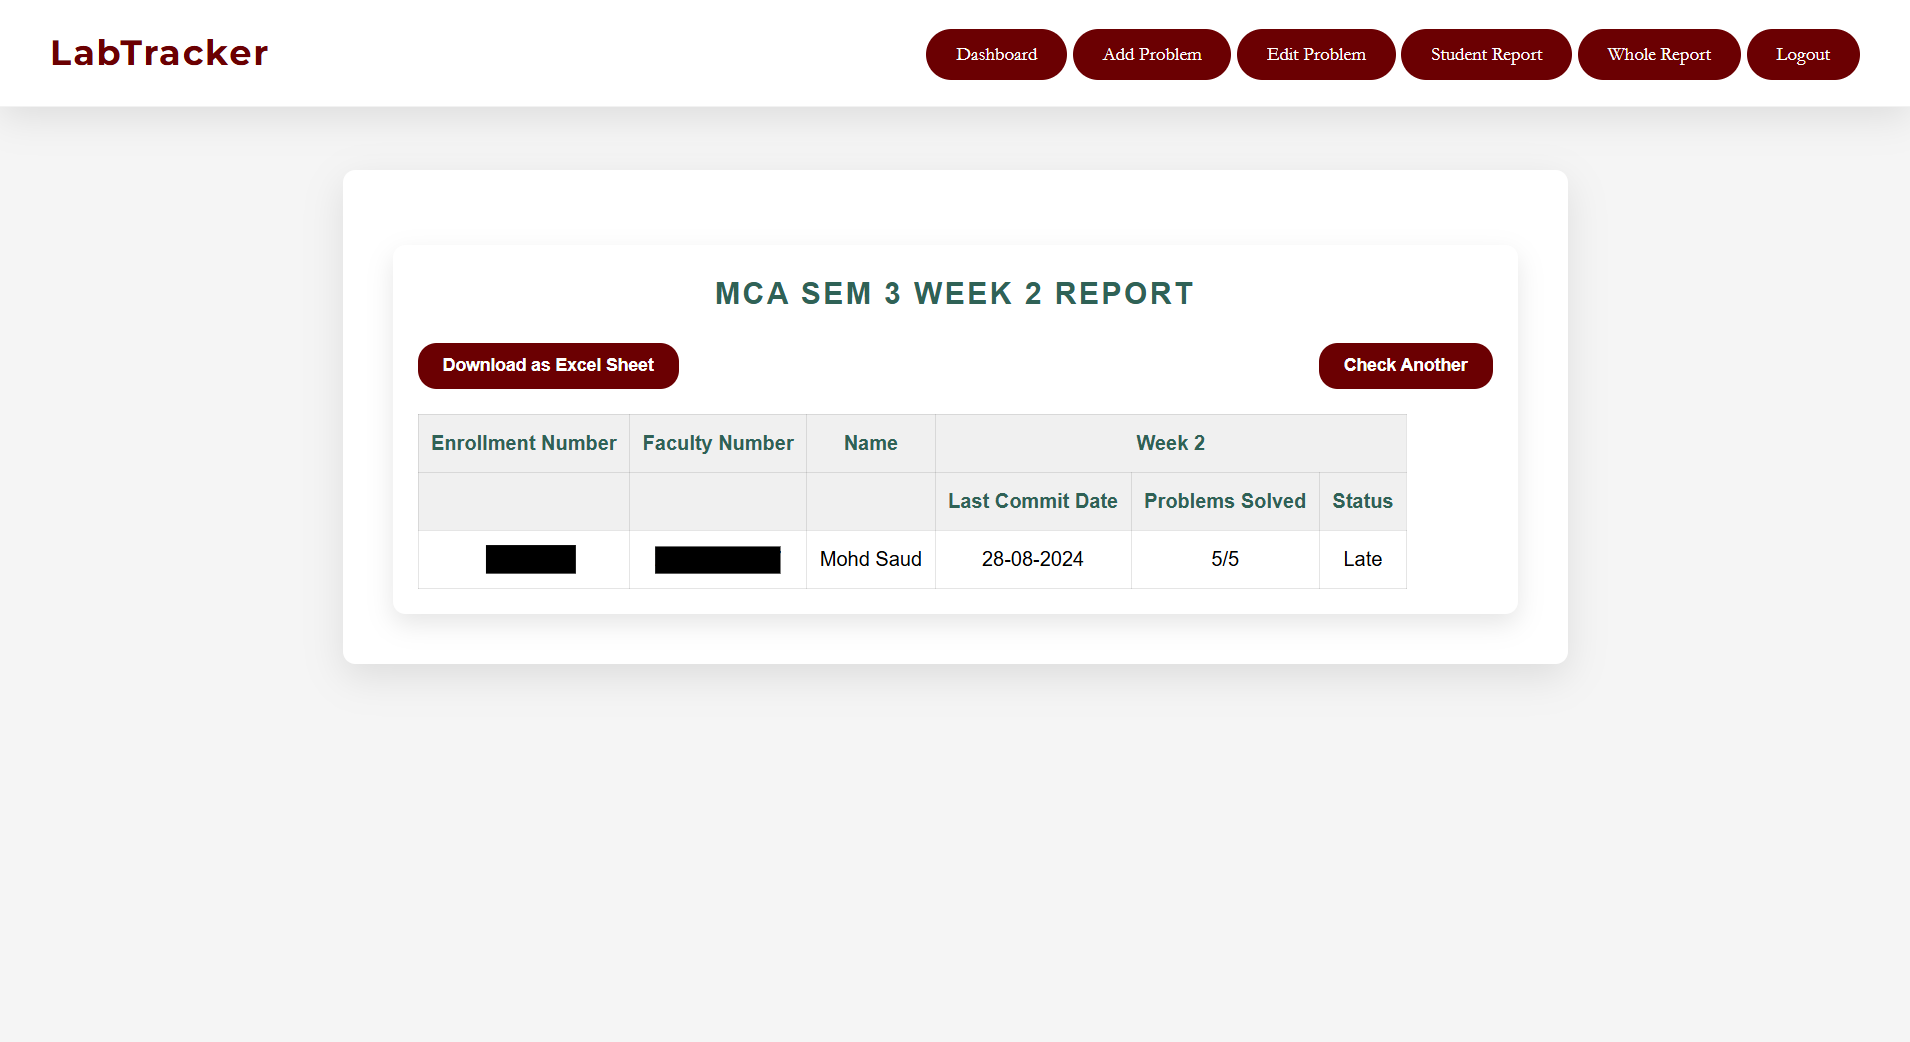 LabTracker
Dashboard Add Problem Edit Problem Student Report Whole Report Logout
MCA SEM 3 WEEK 2 REPORT
Download as Excel Sheet Check Another
Enrollment Number Faculty Number Name Week 2
Last Commit Date Problems Solved Status
Mohd Saud 28-08-2024 5/5 Late